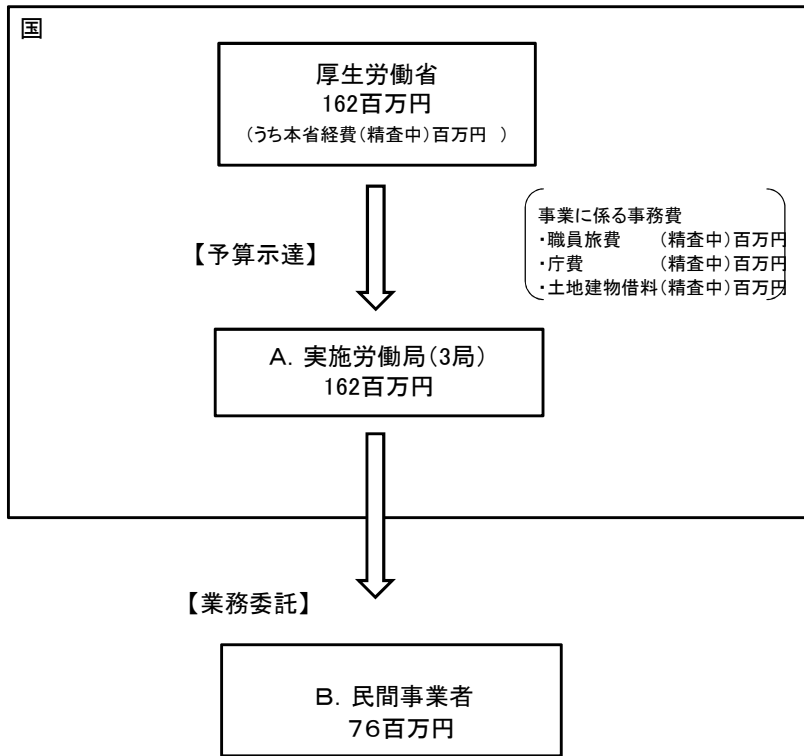 国
厚生労働省
162百万円
(うち本省経費(精査中)百万円 )
事業に係る事務費
・職員旅費 (精査中)百万円
・庁費 (精査中)百万円
・土地建物借料(精査中)百万円
【予算示達】
A. 実施労働局(3局)
162百万円
【業務委託】
B. 民間事業者
76百万円